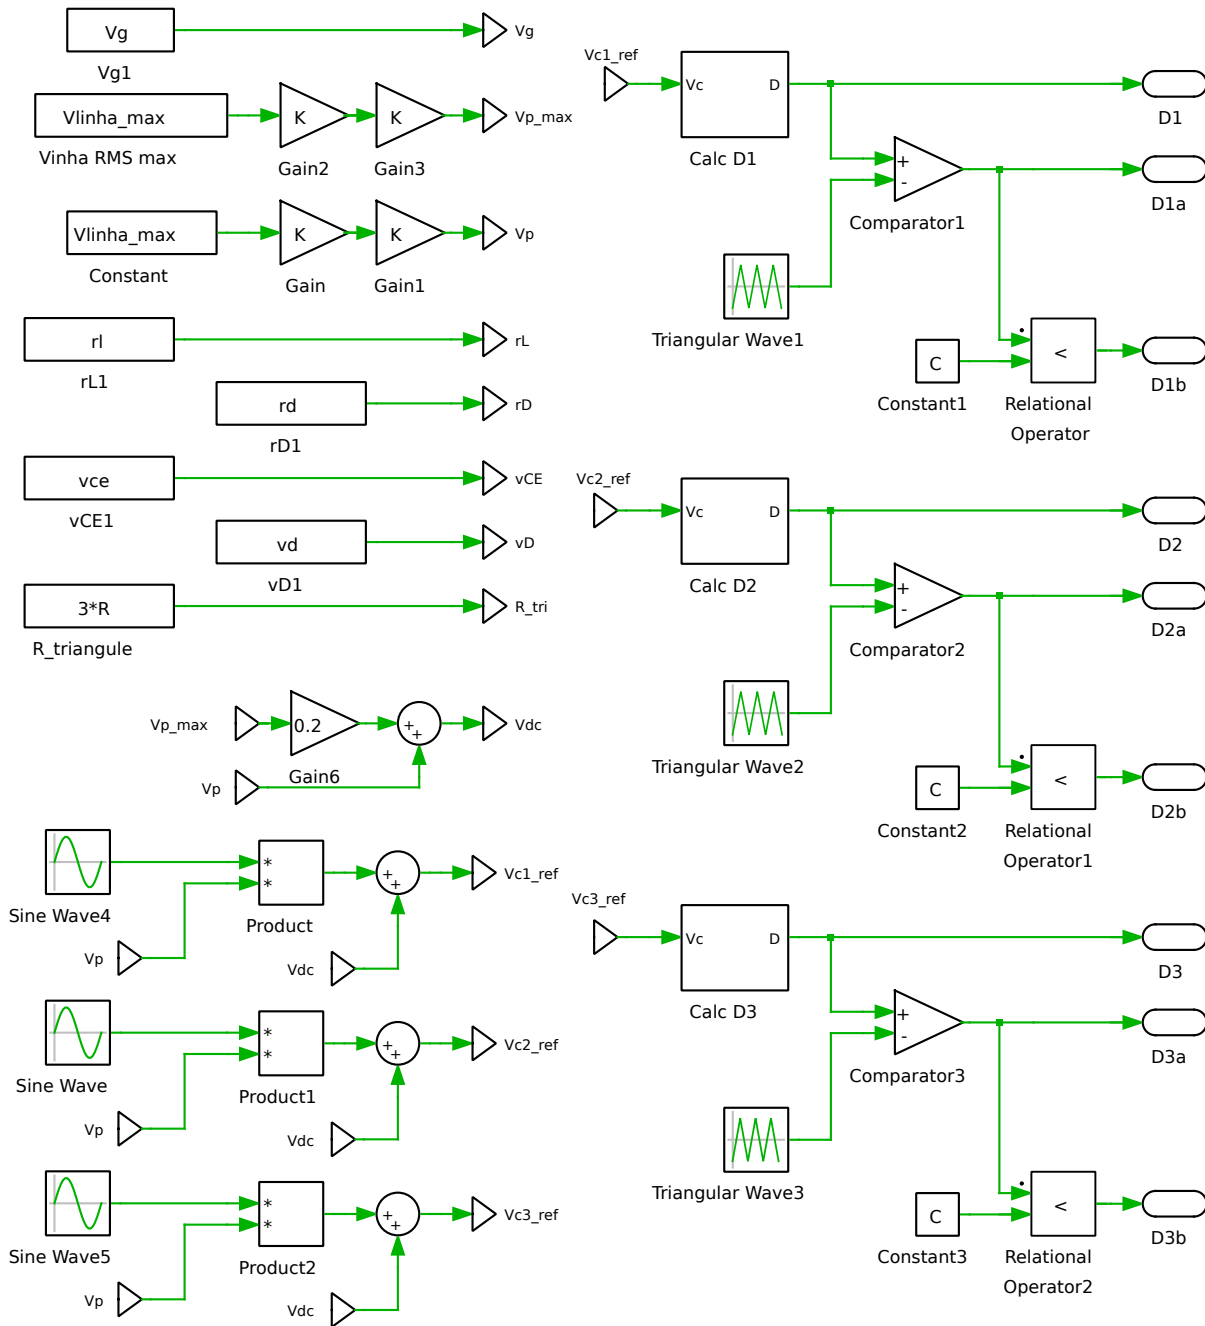 Vg
Vg
Vg1
Vlinha_max
K
K
Vp_max
Vinha RMS max
Gain2
Gain3
Vlinha_max
K
K
Vp
Constant
Gain
Gain1
rl
rL
rL1
rd
rD
rD1
vce
vCE
vCE1
vd
vD
vD1
3*R
R_tri
R_triangule
Vp_max
0.2
+
+
Vdc
Gain6
Vp
*
*
+
+
Vc1_ref
Sine Wave4
Product
Vp
Vdc
*
*
+
+
Vc2_ref
Sine Wave
Product1
Vp
Vdc
*
*
+
+
Vc3_ref
Sine Wave5
Product2
Vp
Vdc
Vc1_ref
Vc
D
D1
Calc D1
+
-
D1a
Comparator1
Triangular Wave1
C
<
D1b
Constant1
Relational
Operator
Vc2_ref
Vc
D
D2
Calc D2
+
-
D2a
Comparator2
Triangular Wave2
C
<
D2b
Constant2
Relational
Operator1
Vc3_ref
Vc
D
D3
Calc D3
+
-
D3a
Comparator3
Triangular Wave3
C
<
D3b
Constant3
Relational
Operator2